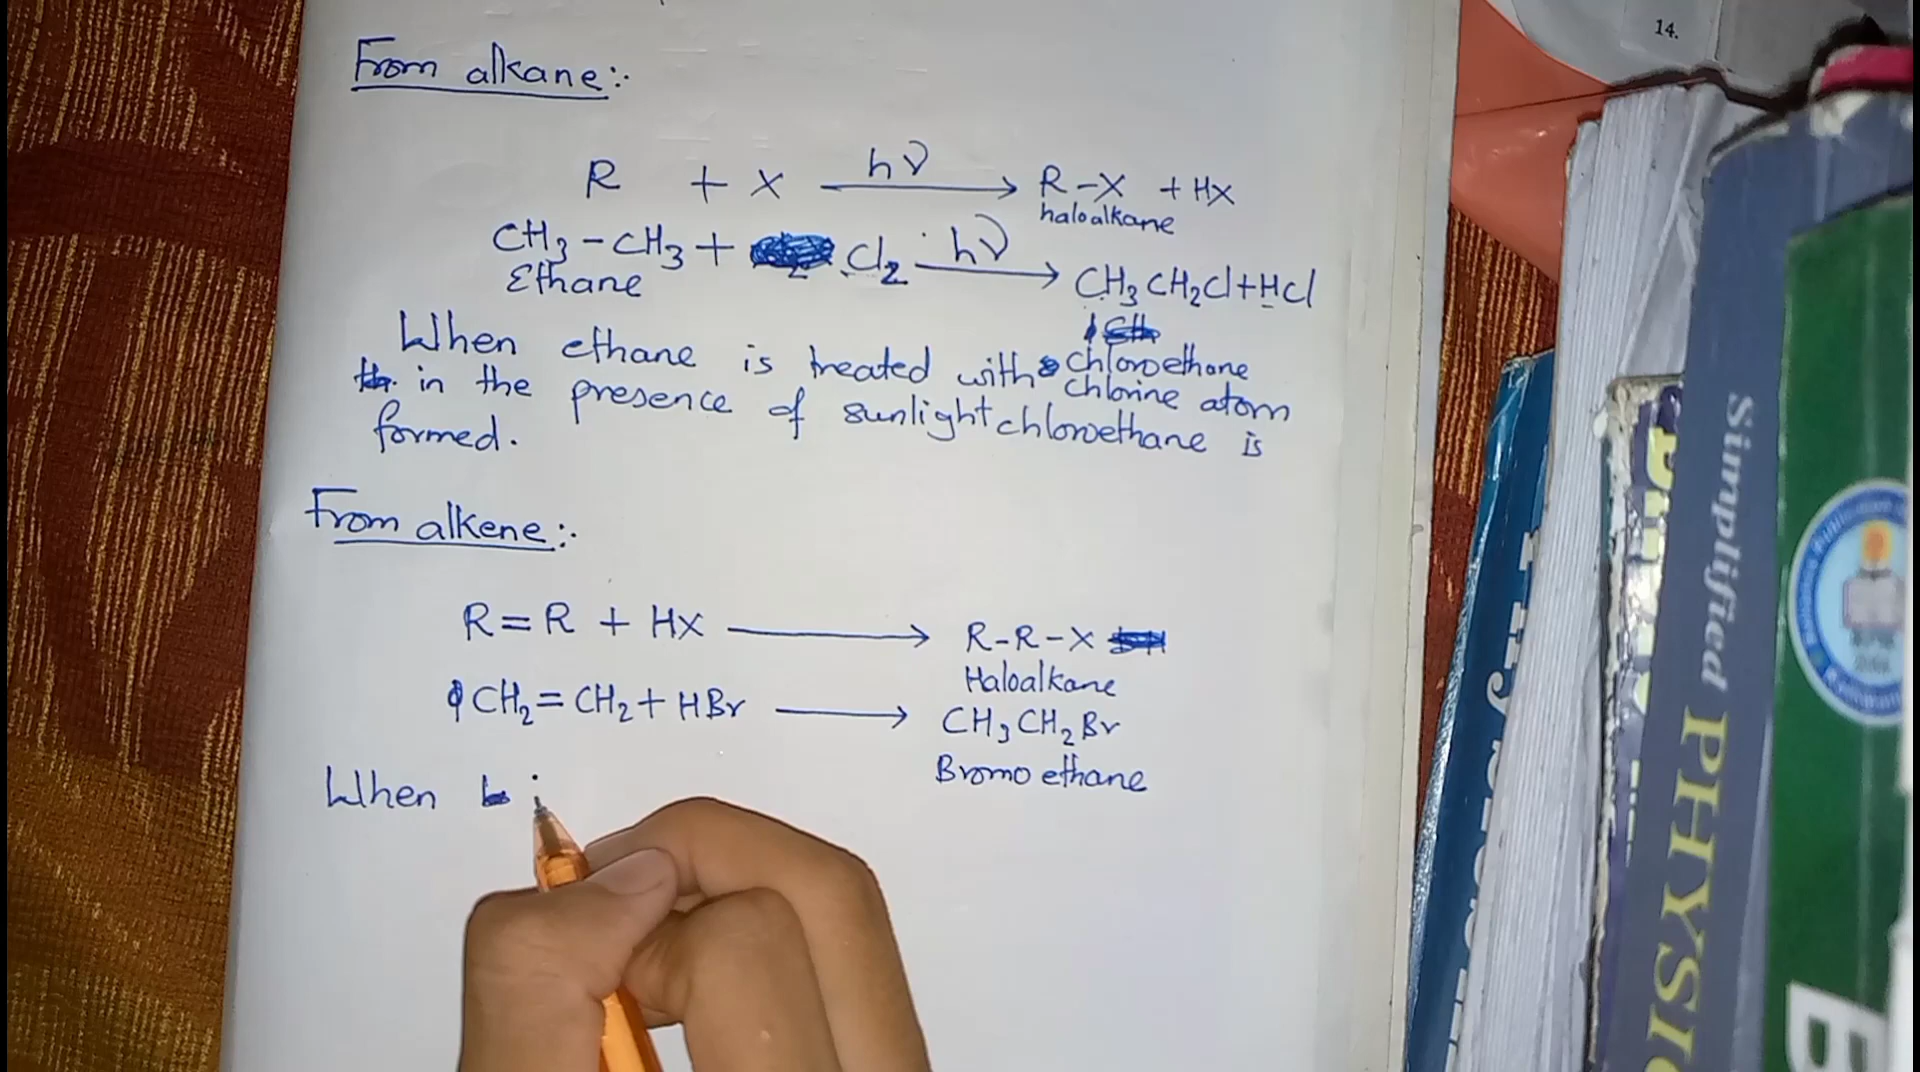 From alkane:-
R + X hν → R-X + HX
haloalkane
CH₃-CH₃ + Cl₂ hν → CH₃CH₂Cl+HCl
Ethane
chloroethane
When ethane is treated with chlorine atom
in the presence of sunlight chloroethane is
formed.
From alkene:-
R=R + HX → R-R-X
Haloalkane
CH₂=CH₂+HBr → CH₃CH₂Br
Bromo ethane
When
14.
Simplified PHYSIC
B